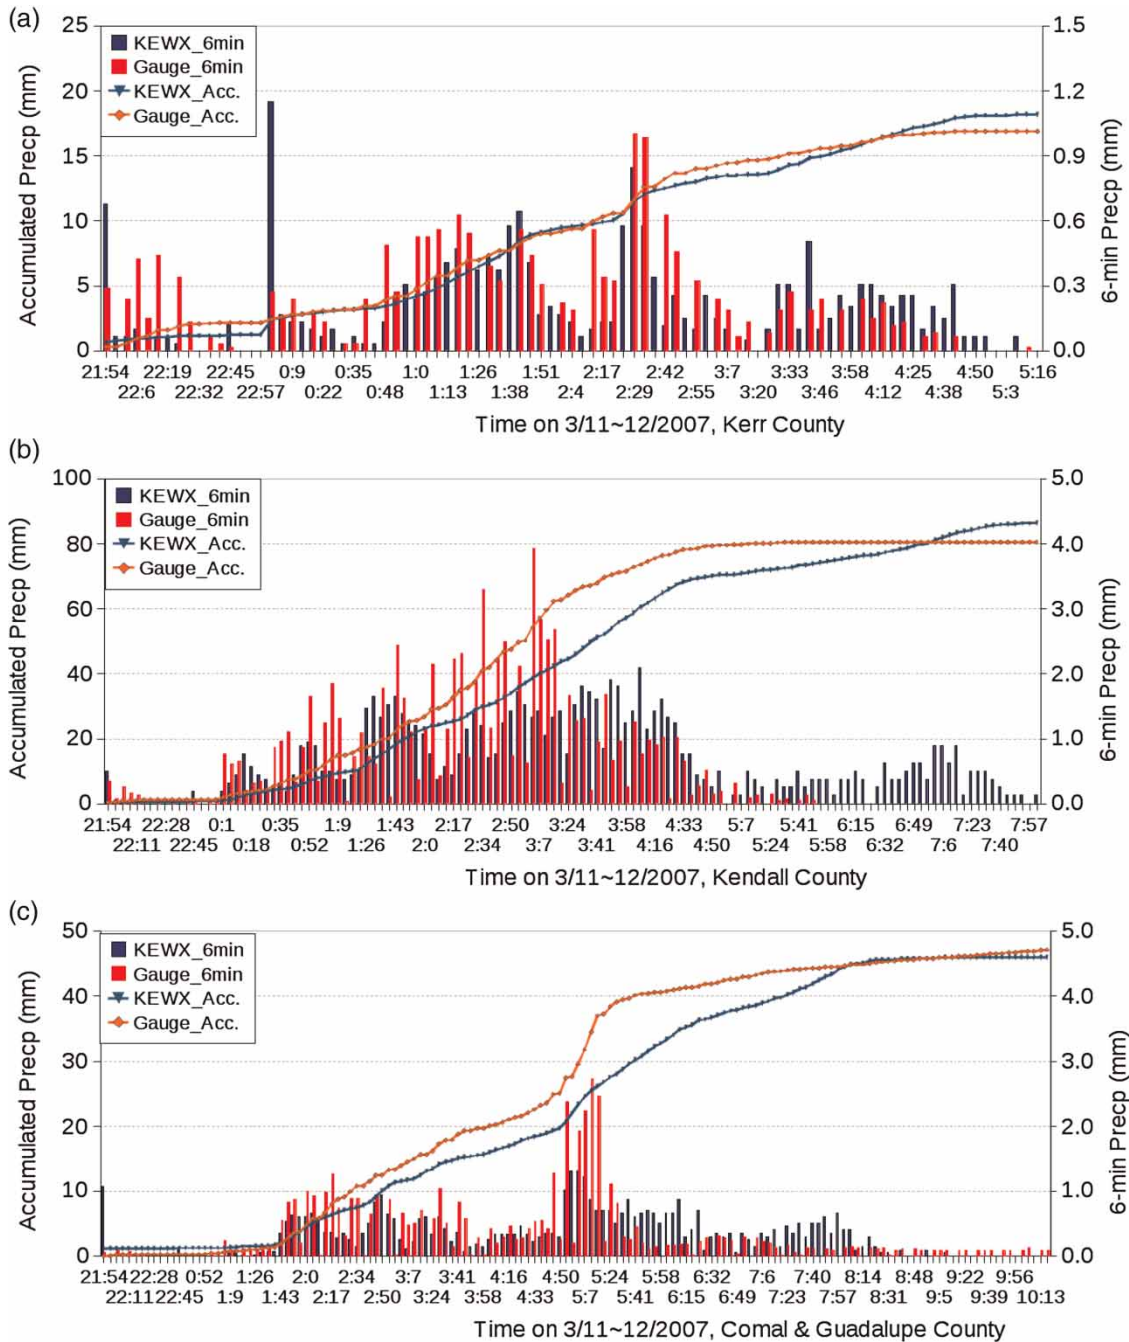 (a)
25
20
15
10
5
0
Accumulated Precp (mm)
KEWX_6min
Gauge_6min
KEWX_Acc.
Gauge_Acc.
1.5
1.2
0.9
0.6
0.3
0.0
6-min Precp (mm)
21:54 22:19 22:45 0:9 0:35 1:0 1:26 1:51 2:17 2:42 3:7 3:33 3:58 4:25 4:50 5:16
22:6 22:32 22:57 0:22 0:48 1:13 1:38 2:4 2:29 2:55 3:20 3:46 4:12 4:38 5:3
Time on 3/11~12/2007, Kerr County
(b)
100
80
60
40
20
0
Accumulated Precp (mm)
KEWX_6min
Gauge_6min
KEWX_Acc.
Gauge_Acc.
5.0
4.0
3.0
2.0
1.0
0.0
6-min Precp (mm)
21:54 22:28 0:1 0:35 1:9 1:43 2:17 2:50 3:24 3:58 4:33 5:7 5:41 6:15 6:49 7:23 7:57
22:11 22:45 0:18 0:52 1:26 2:0 2:34 3:7 3:41 4:16 4:50 5:24 5:58 6:32 7:6 7:40
Time on 3/11~12/2007, Kendall County
(c)
50
40
30
20
10
0
Accumulated Precp (mm)
KEWX_6min
Gauge_6min
KEWX_Acc.
Gauge_Acc.
5.0
4.0
3.0
2.0
1.0
0.0
6-min Precp (mm)
21:54 22:28 0:52 1:26 2:0 2:34 3:7 3:41 4:16 4:50 5:24 5:58 6:32 7:6 7:40 8:14 8:48 9:22 9:56
22:11 22:45 1:9 1:43 2:17 2:50 3:24 3:58 4:33 5:7 5:41 6:15 6:49 7:23 7:57 8:31 9:5 9:39 10:13
Time on 3/11~12/2007, Comal & Guadalupe County